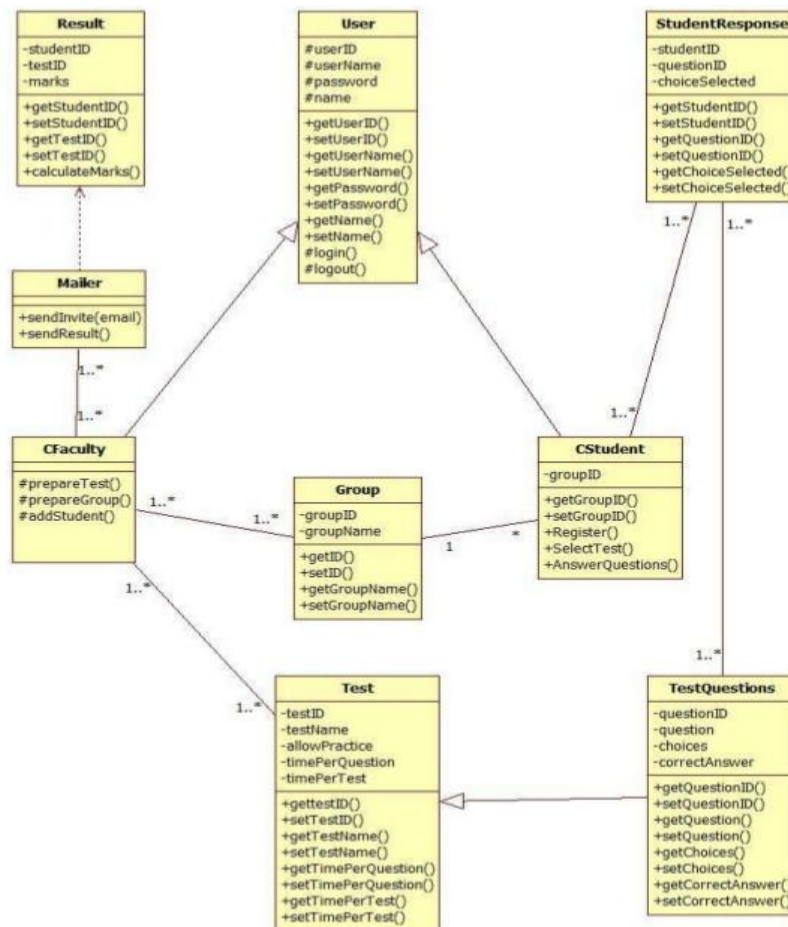 Result
-studentID
-testID
-marks
+getStudentID()
+setStudentID()
+getTestID()
+setTestID()
+calculateMarks()
User
#userID
#userName
#password
#name
+getUserID()
+setUserID()
+getUserName()
+setUserName()
+getPassword()
+setPassword()
+getName()
+setName()
#login()
#logout()
StudentResponse
-studentID
-questionID
-choiceSelected
+getStudentID()
+setStudentID()
+getQuestionID()
+setQuestionID()
+getChoiceSelected()
+setChoiceSelected()
1..*
1..*
Mailer
+sendInvite(email)
+sendResult()
1..*
1..*
1..*
CFaculty
#prepareTest()
#prepareGroup()
#addStudent()
1..*
1..*
Group
-groupID
-groupName
+getID()
+setID()
+getGroupName()
+setGroupName()
1
*
CStudent
-groupID
+getGroupID()
+setGroupID()
+Register()
+SelectTest()
+AnswerQuestions()
1..*
1..*
1..*
Test
-testID
-testName
-allowPractice
-timePerQuestion
-timePerTest
+gettestID()
+setTestID()
+getTestName()
+setTestName()
+getTimePerQuestion()
+setTimePerQuestion()
+getTimePerTest()
+setTimePerTest()
TestQuestions
-questionID
-question
-choices
-correctAnswer
+getQuestionID()
+setQuestionID()
+getQuestion()
+setQuestion()
+getChoices()
+setChoices()
+getCorrectAnswer()
+setCorrectAnswer()